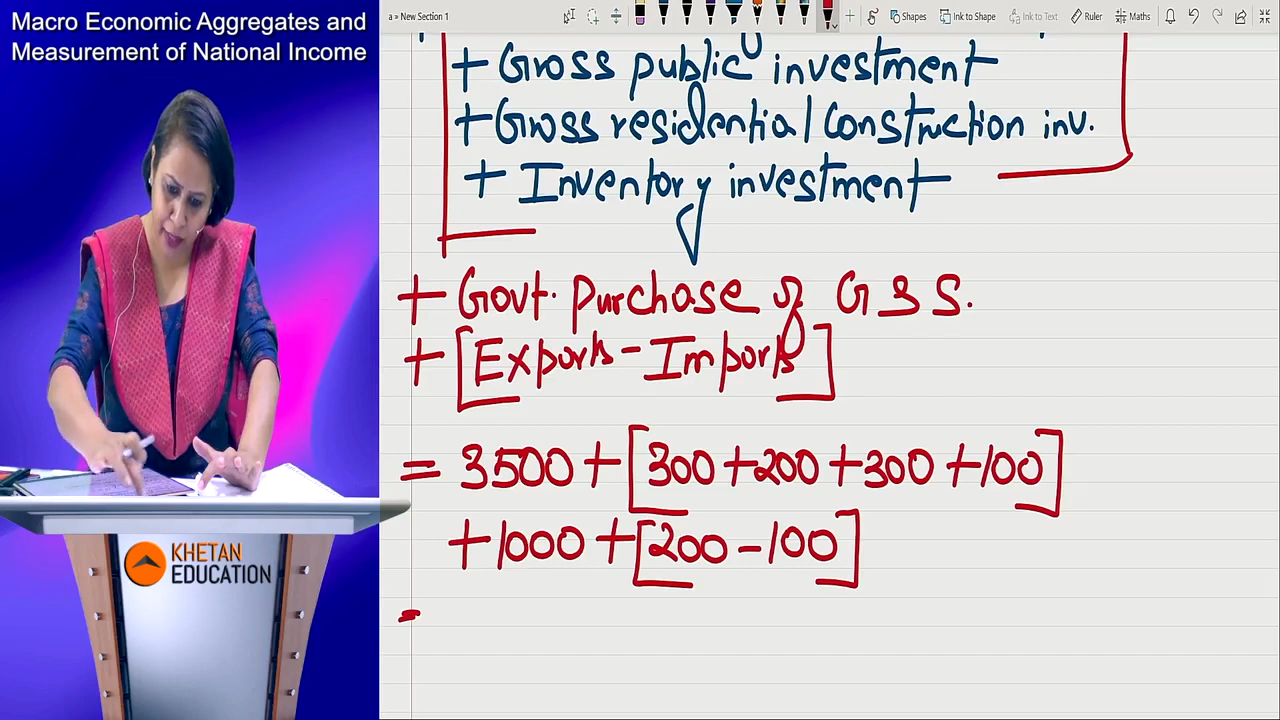 Macro Economic Aggregates and
Measurement of National Income
a > New Section 1
Shapes
Ink to Shape
Ink to Text
Ruler
Maths
+ Gross public investment
+ Gross residential construction inv.
+ Inventory investment
+ Govt. Purchase of G & S.
+ [Exports - Imports]
= 3500 + [300 + 200 + 300 + 100]
+ 1000 + [200 - 100]
=
KHETAN
EDUCATION